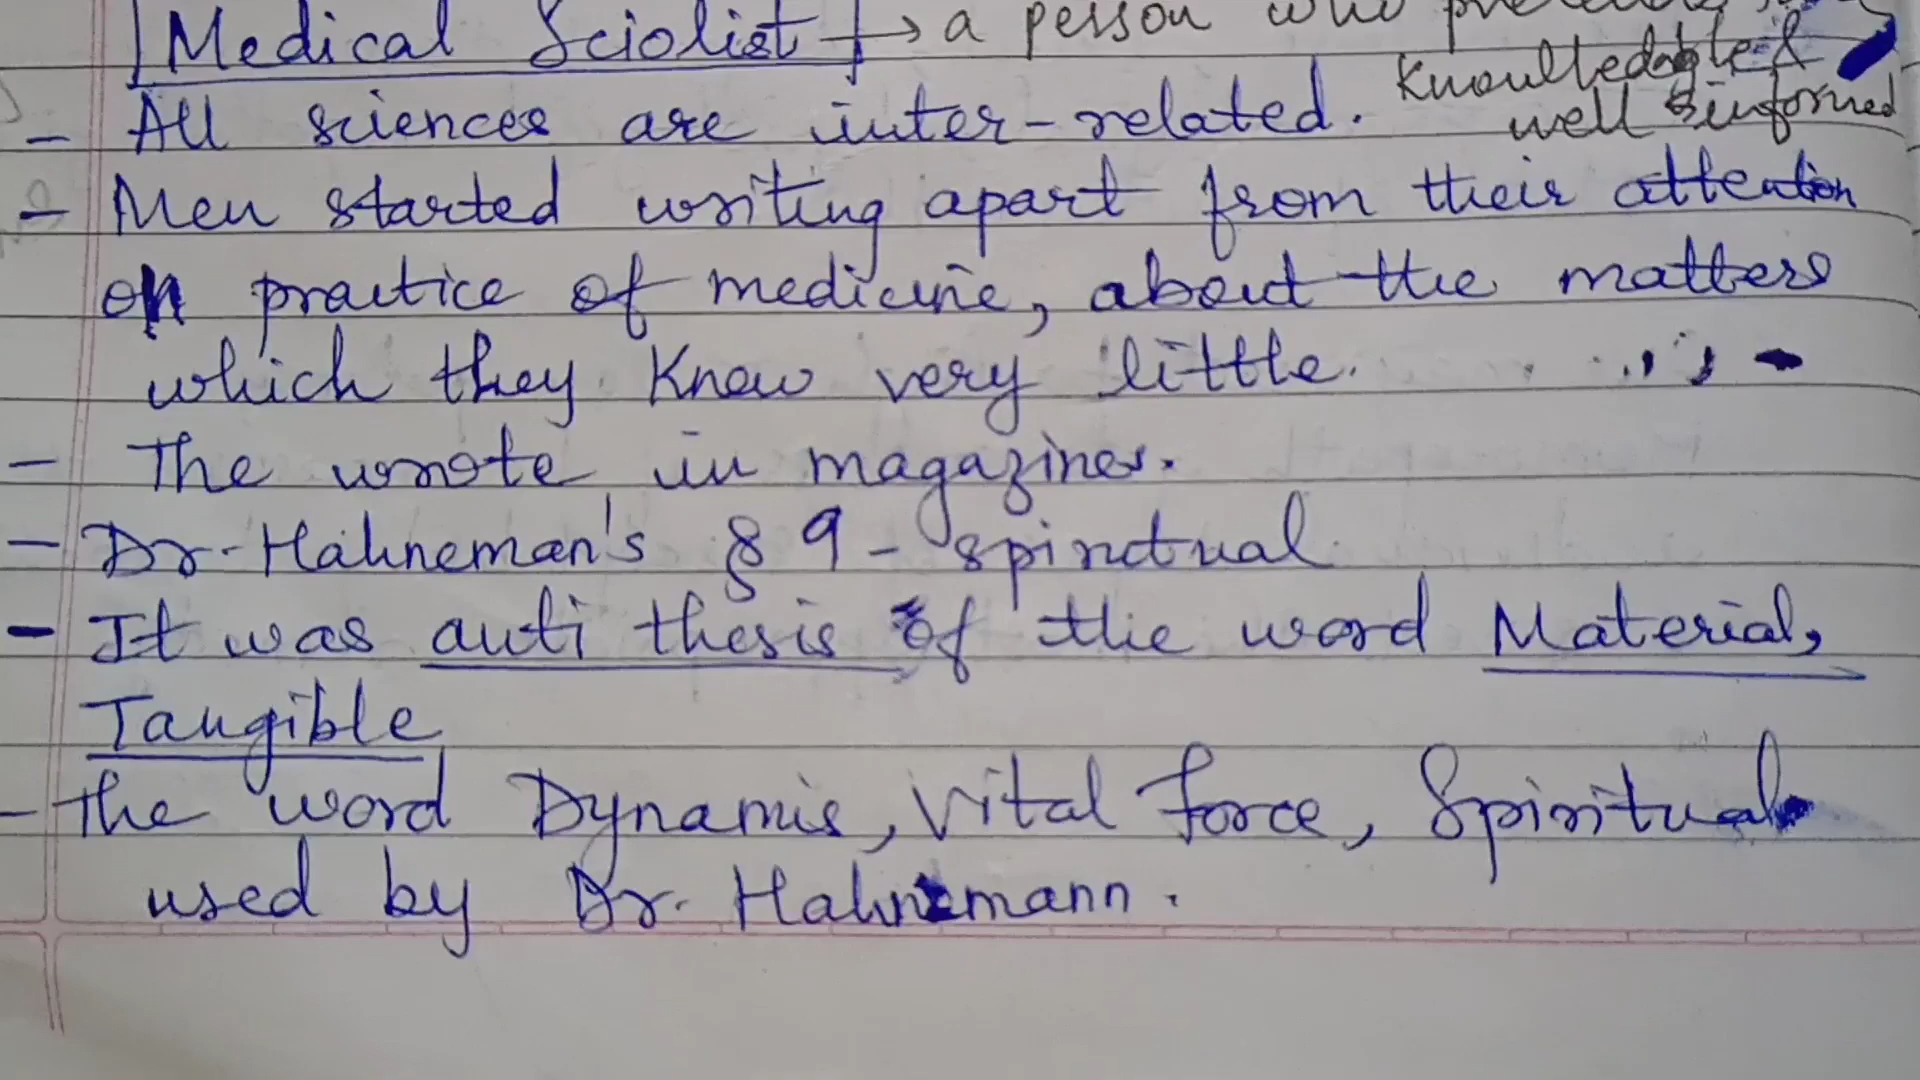 Medical Sciolist → a person who
Knowlledgable &
well informed
- All sciences are inter-related.
- Men started writing apart from their attention
on practice of medicine, about the matters
which they Know very little.
- The wrote in magazines.
- Dr. Hahneman's § 9 - spiritual
- It was anti thesis of the word Material,
Tangible
- The word Dynamis, Vital force, Spiritual
used by Dr. Hahnemann.